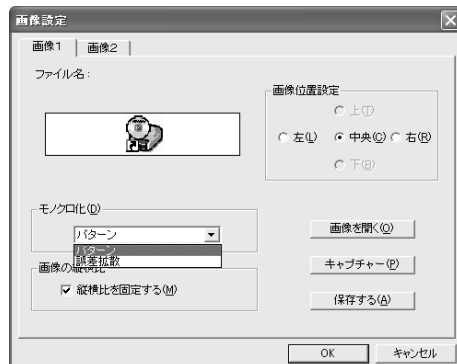 画像設定
画像1
画像2
ファイル名:
画像位置設定
上(T)
左(L)
中央(C)
右(R)
下(B)
モノクロ化(D)
パターン
パターン
誤差拡散
画像の縦横比
縦横比を固定する(M)
画像を開く(O)
キャプチャー(P)
保存する(A)
OK
キャンセル